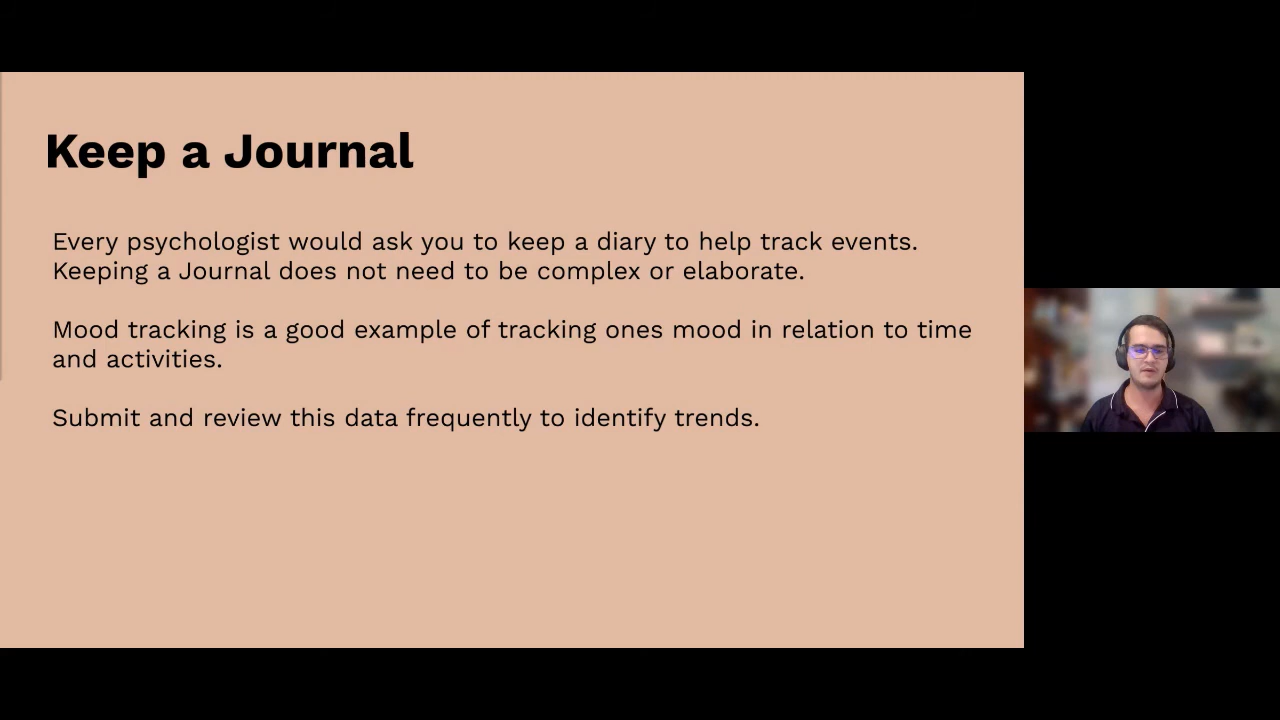 Keep a Journal
Every psychologist would ask you to keep a diary to help track events.
Keeping a Journal does not need to be complex or elaborate.
Mood tracking is a good example of tracking ones mood in relation to time
and activities.
Submit and review this data frequently to identify trends.